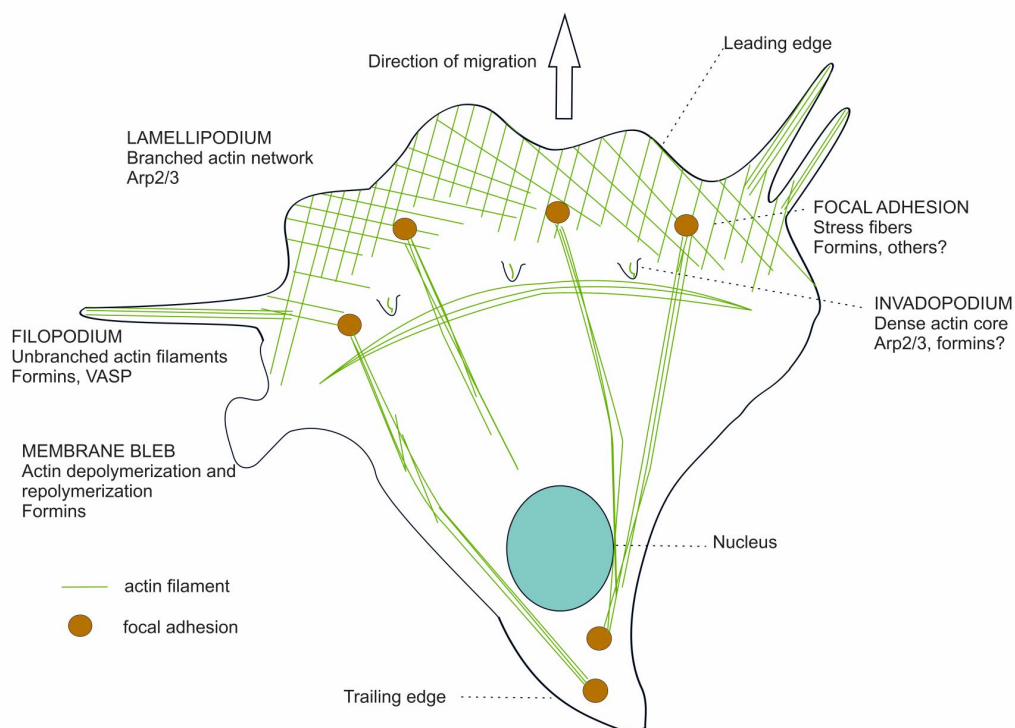 Leading edge
Direction of migration
LAMELLIPODIUM
Branched actin network
Arp2/3
FOCAL ADHESION
Stress fibers
Formins, others?
INVADOPODIUM
Dense actin core
Arp2/3, formins?
FILOPODIUM
Unbranched actin filaments
Formins, VASP
MEMBRANE BLEB
Actin depolymerization and
repolymerization
Formins
Nucleus
actin filament
focal adhesion
Trailing edge